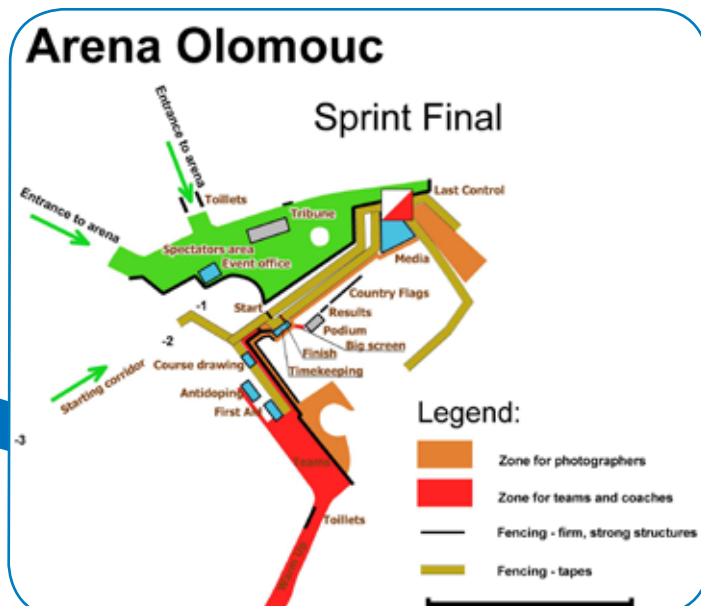 Arena Olomouc
Sprint Final
Entrance to arena
Entrance to arena
Toillets
Tribune
Last Control
Spectators area
Event office
Media
-1
Start
Country Flags
-2
Results
Podium
Big screen
Finish
Course drawing
Timekeeping
Starting corridor
Antidoping
First Aid
-3
Teams
Toillets
Warm Up
Legend:
Zone for photographers
Zone for teams and coaches
Fencing - firm, strong structures
Fencing - tapes